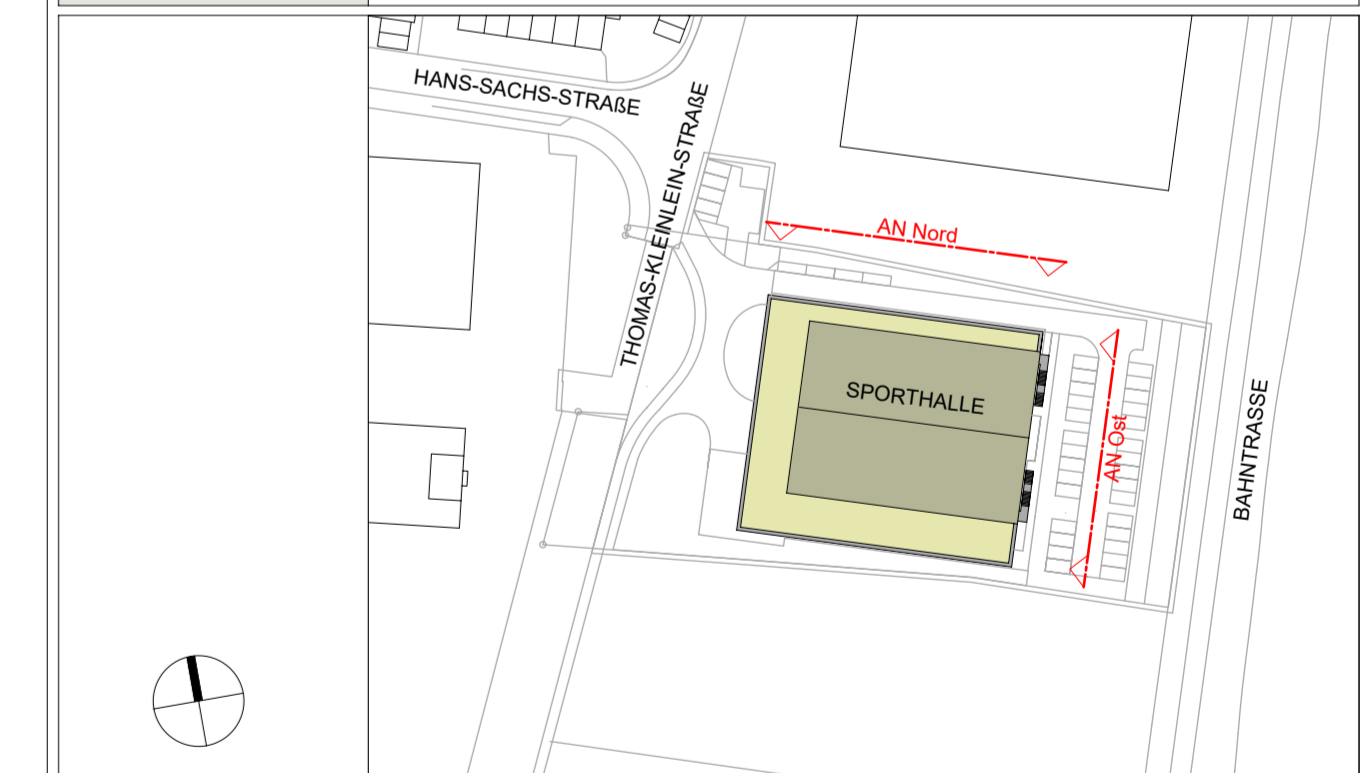 HANS-SACHS-STRAßE
THOMAS-KLEINLEIN-STRAßE
AN Nord
SPORTHALLE
AN Ost
BAHNTRASSE